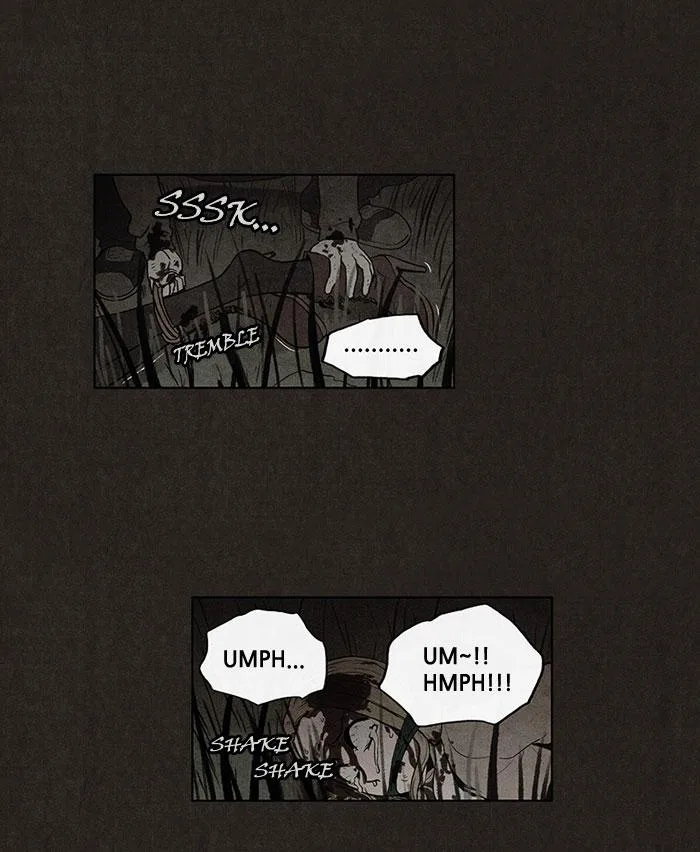 SSSK...
TREMBLE
...........
UMPH...
UM~!!
HMPH!!!
SHAKE
SHAKE